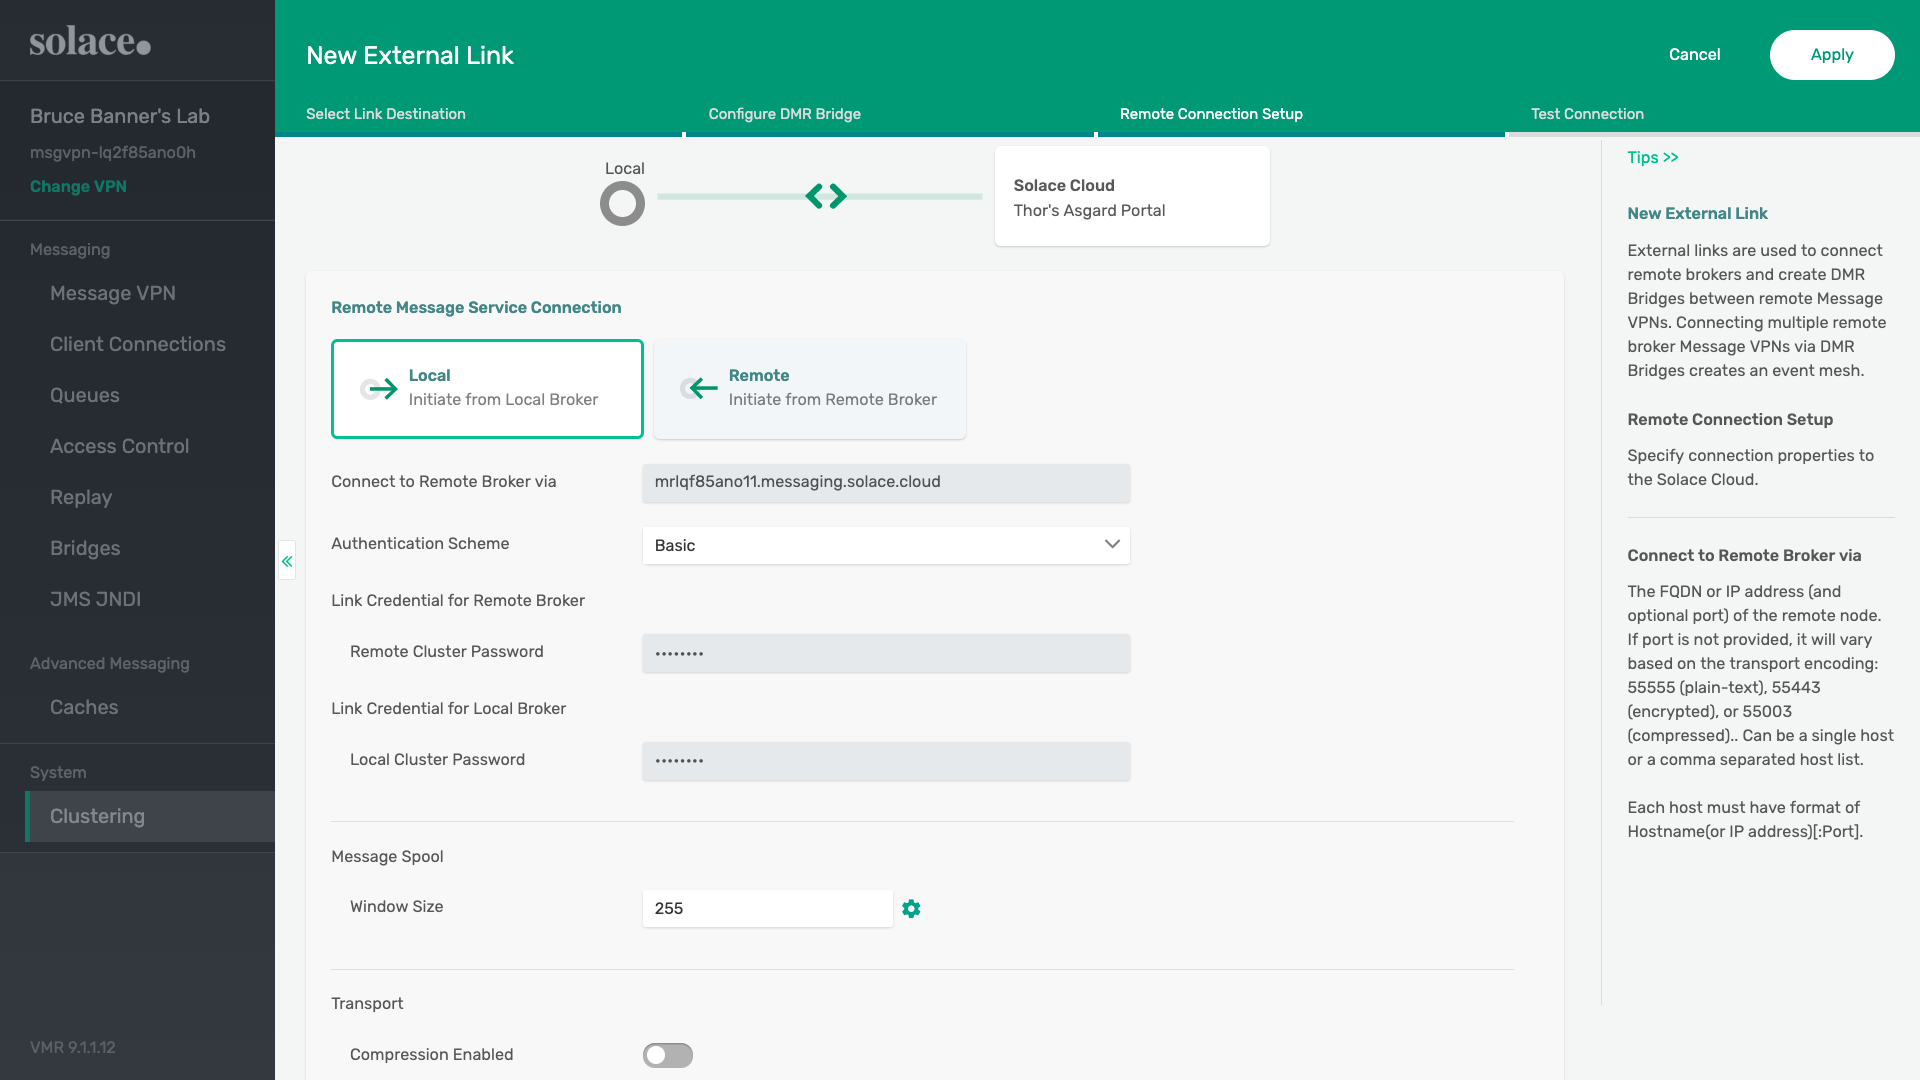 solace.
Bruce Banner's Lab
msgvpn-lq2f85ano0h
Change VPN
Messaging
Message VPN
Client Connections
Queues
Access Control
Replay
Bridges
JMS JNDI
Advanced Messaging
Caches
System
Clustering
VMR 9.1.1.12
New External Link
Cancel
Apply
Select Link Destination
Configure DMR Bridge
Remote Connection Setup
Test Connection
Local
Solace Cloud
Thor's Asgard Portal
Remote Message Service Connection
Local
Initiate from Local Broker
Remote
Initiate from Remote Broker
Connect to Remote Broker via
mrlqf85ano11.messaging.solace.cloud
Authentication Scheme
Basic
Link Credential for Remote Broker
Remote Cluster Password
••••••••
Link Credential for Local Broker
Local Cluster Password
••••••••
Message Spool
Window Size
255
Transport
Compression Enabled
Tips >>
New External Link
External links are used to connect
remote brokers and create DMR
Bridges between remote Message
VPNs. Connecting multiple remote
broker Message VPNs via DMR
Bridges creates an event mesh.
Remote Connection Setup
Specify connection properties to
the Solace Cloud.
Connect to Remote Broker via
The FQDN or IP address (and
optional port) of the remote node.
If port is not provided, it will vary
based on the transport encoding:
55555 (plain-text), 55443
(encrypted), or 55003
(compressed).. Can be a single host
or a comma separated host list.
Each host must have format of
Hostname(or IP address)[:Port].